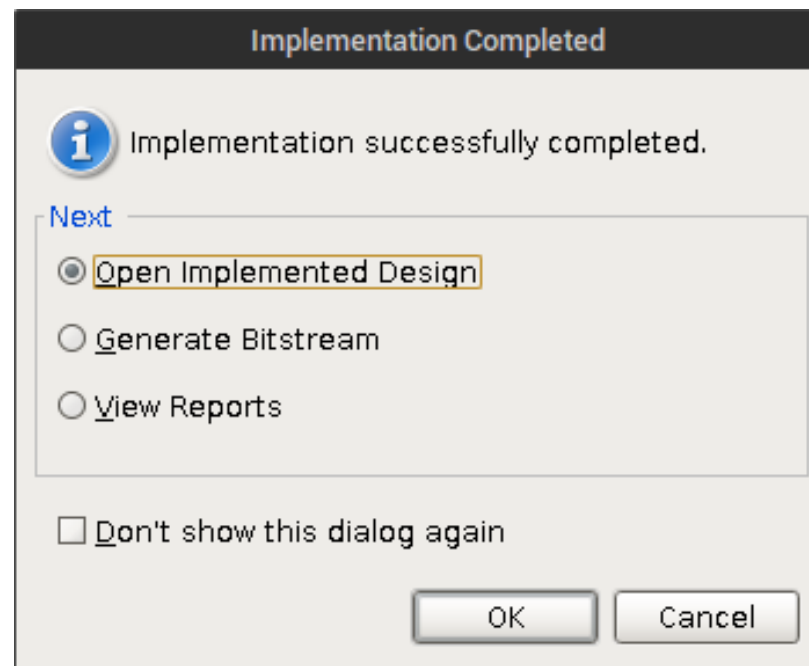 Implementation Completed
Implementation successfully completed.
Next
Open Implemented Design
Generate Bitstream
View Reports
Don't show this dialog again
OK
Cancel